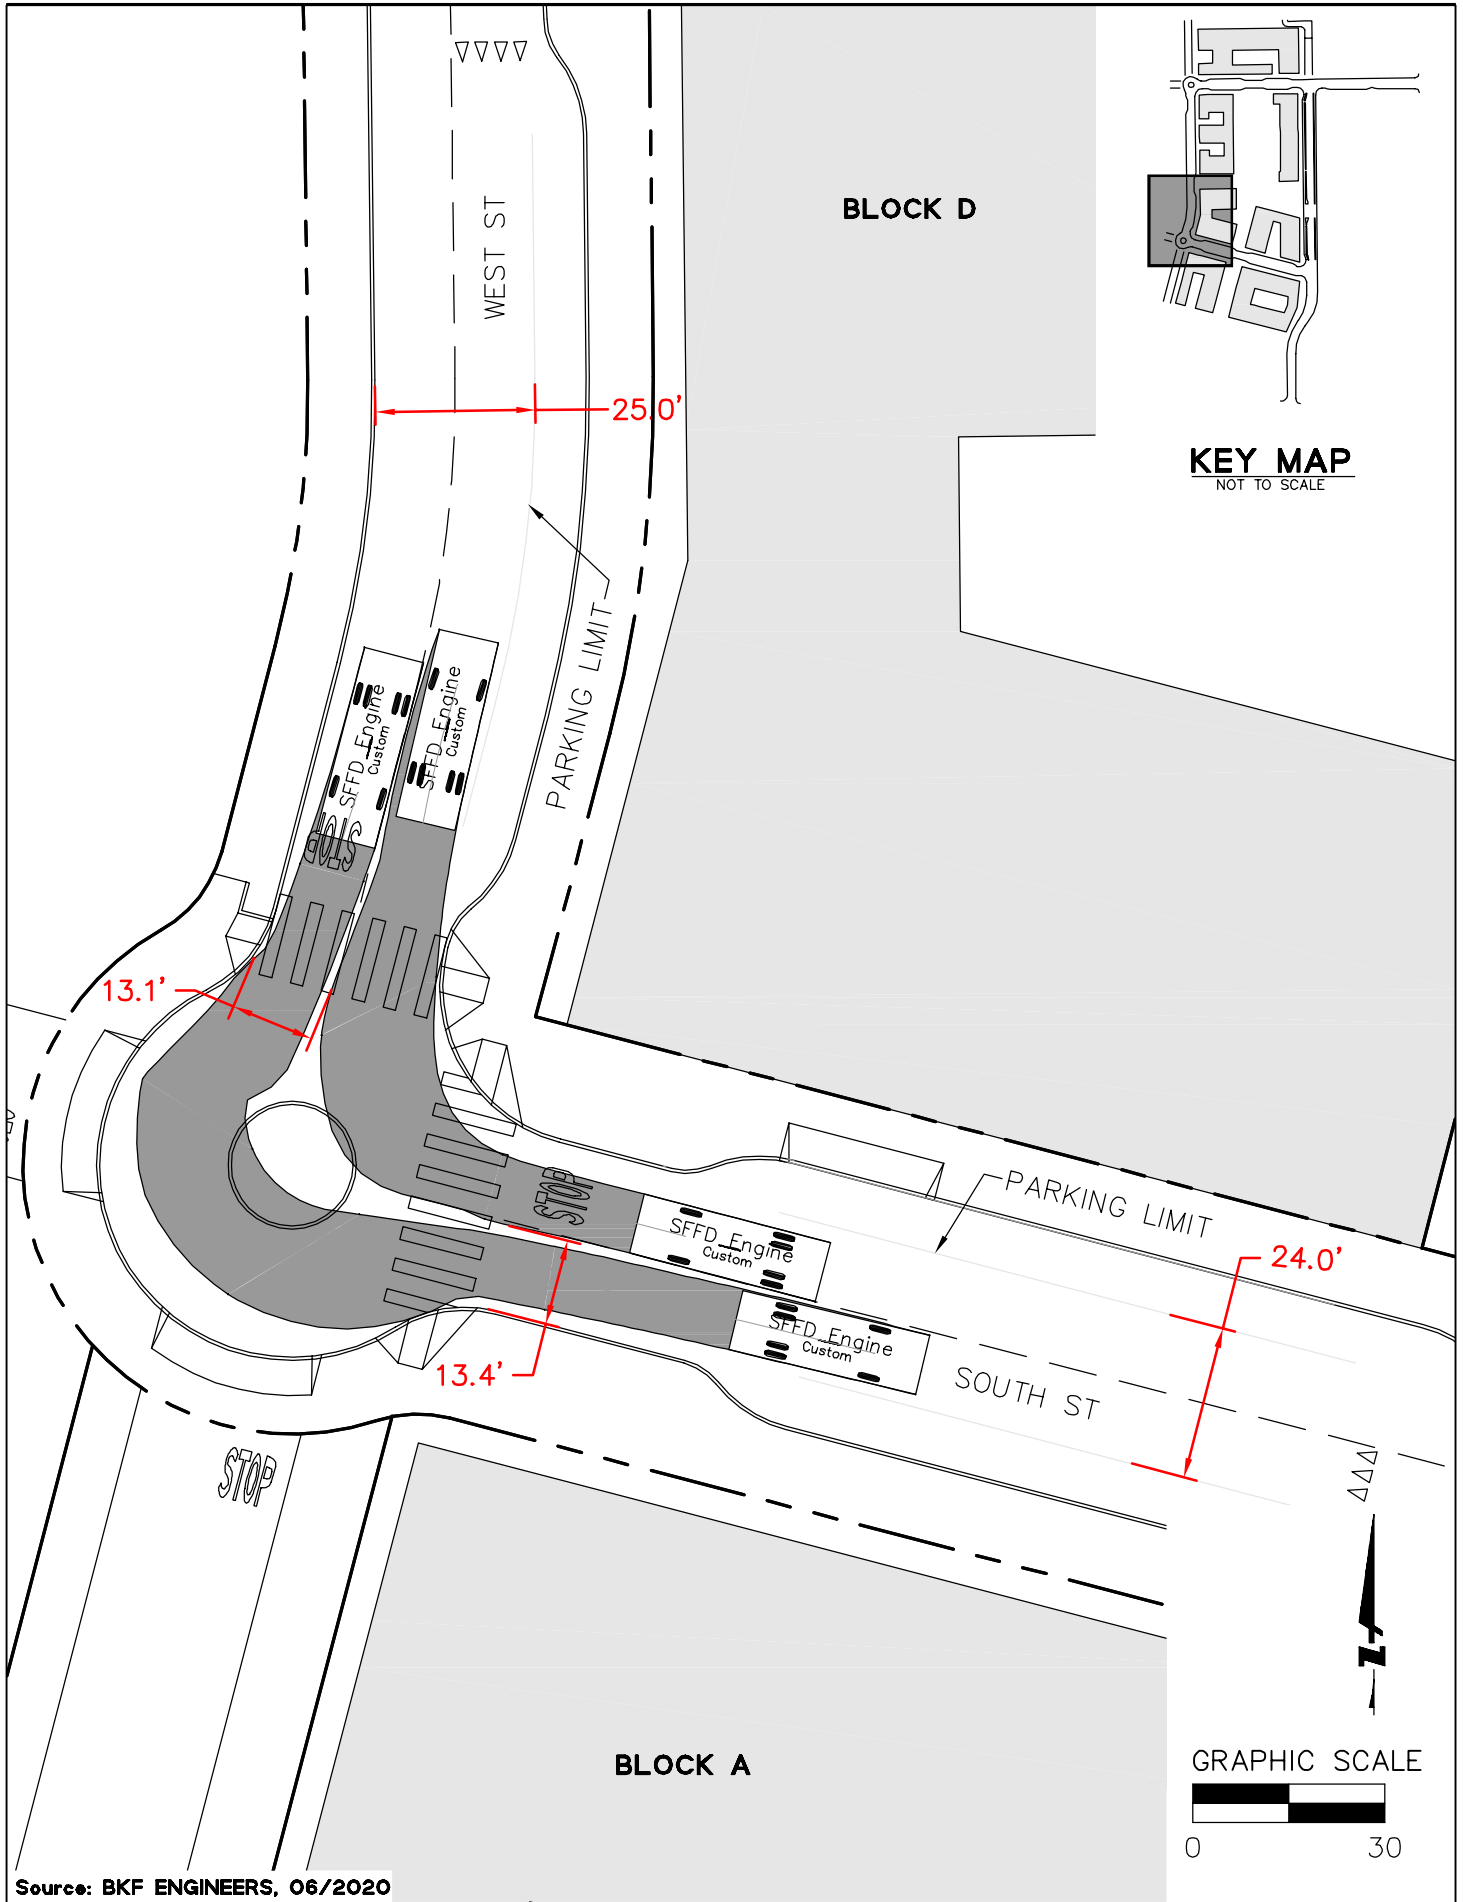 WEST ST
BLOCK D
KEY MAP
NOT TO SCALE
25.0'
PARKING LIMIT
SFFD Engine
Custom
SFFD Engine
Custom
STOP
13.1'
STOP
PARKING LIMIT
SFFD Engine
Custom
24.0'
SFFD Engine
Custom
13.4'
SOUTH ST
STOP
BLOCK A
GRAPHIC SCALE
0 30
Source: BKF ENGINEERS, 06/2020